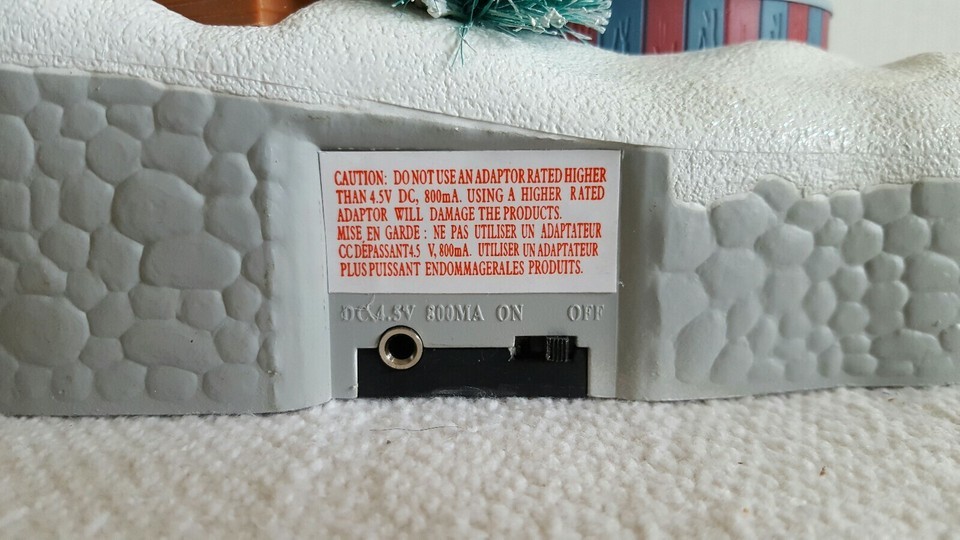 CAUTION: DO NOT USE AN ADAPTOR RATED HIGHER
THAN 4.5V DC, 800mA. USING A HIGHER RATED
ADAPTOR WILL DAMAGE THE PRODUCTS.
MISE EN GARDE : NE PAS UTILISER UN ADAPTATEUR
CC DÉPASSANT4.5 V, 800mA. UTILISER UN ADAPTATEUR
PLUS PUISSANT ENDOMMAGERALES PRODUITS.
DC 4.5V 800MA ON OFF